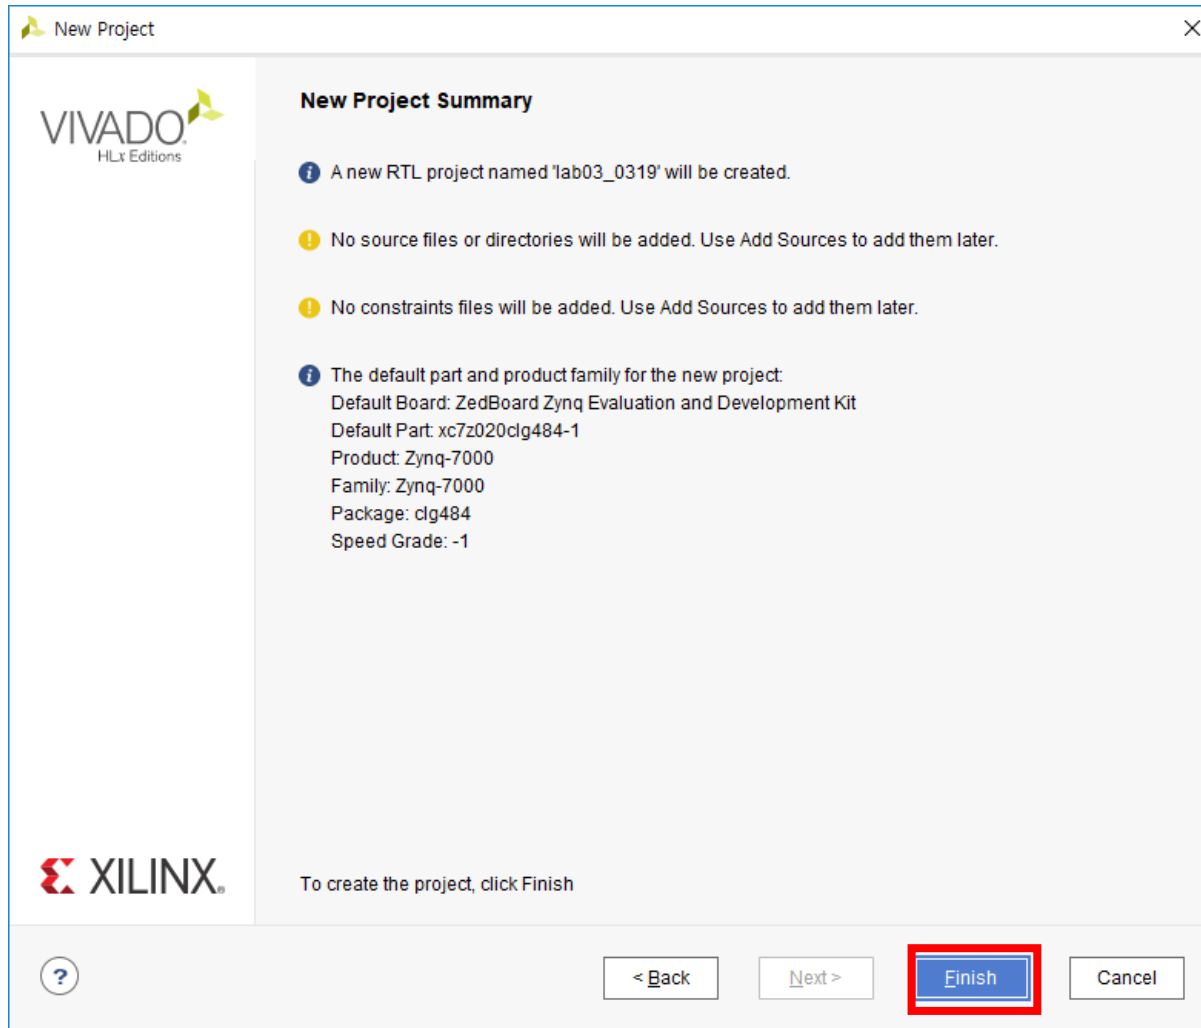 New Project
VIVADO.
HLx Editions
New Project Summary
A new RTL project named 'lab03_0319' will be created.
No source files or directories will be added. Use Add Sources to add them later.
No constraints files will be added. Use Add Sources to add them later.
The default part and product family for the new project:
Default Board: ZedBoard Zynq Evaluation and Development Kit
Default Part: xc7z020clg484-1
Product: Zynq-7000
Family: Zynq-7000
Package: clg484
Speed Grade: -1
XILINX.
To create the project, click Finish
?
< Back
Next >
Finish
Cancel